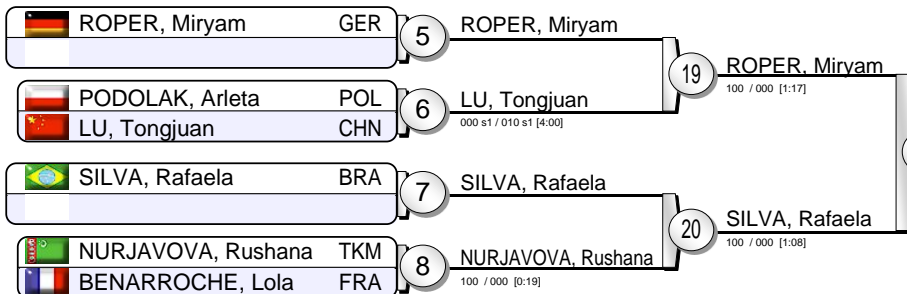 ROPER, Miryam GER
5
ROPER, Miryam
19
ROPER, Miryam
100 / 000 [1:17]
PODOLAK, Arleta POL
LU, Tongjuan CHN
6
LU, Tongjuan
000 s1 / 010 s1 [4:00]
SILVA, Rafaela BRA
7
SILVA, Rafaela
20
SILVA, Rafaela
100 / 000 [1:08]
NURJAVOVA, Rushana TKM
BENARROCHE, Lola FRA
8
NURJAVOVA, Rushana
100 / 000 [0:19]